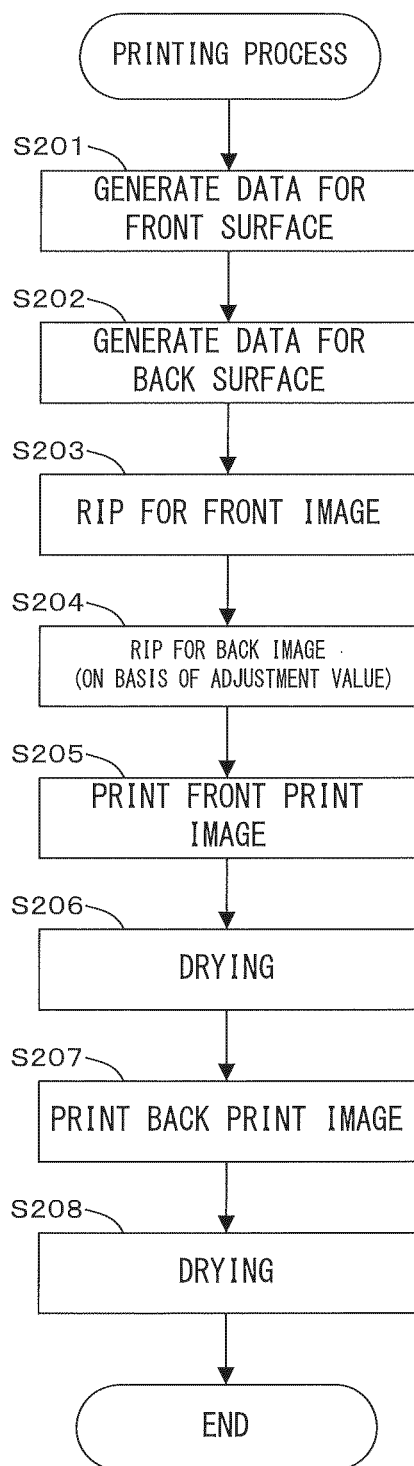 PRINTING PROCESS
S201
GENERATE DATA FOR
FRONT SURFACE
S202
GENERATE DATA FOR
BACK SURFACE
S203
RIP FOR FRONT IMAGE
S204
RIP FOR BACK IMAGE
(ON BASIS OF ADJUSTMENT VALUE)
S205
PRINT FRONT PRINT
IMAGE
S206
DRYING
S207
PRINT BACK PRINT IMAGE
S208
DRYING
END